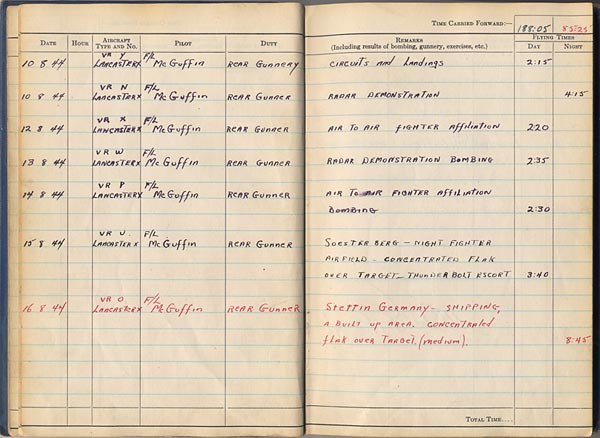 TIME CARRIED FORWARD:— 188:05 85:25
DATE HOUR AIRCRAFT TYPE AND No. PILOT DUTY REMARKS (Including results of bombing, gunnery, exercises, etc.) FLYING TIMES DAY NIGHT
VR Y F/L
10 8 44 LANCASTER X McGuffin REAR GUNNERY CIRCUITS and LANDINGS 2:15
VR N F/L
10 8 44 LANCASTER X McGuffin REAR GUNNER RADAR DEMONSTRATION 4:15
VR X F/L
12 8 44 LANCASTER X McGuffin REAR GUNNER AIR TO AIR FIGHTER AFFILIATION 2:20
VR W F/L
13 8 44 LANCASTER X McGuffin REAR GUNNER RADAR DEMONSTRATION BOMBING 2:35
VR P F/L
14 8 44 LANCASTER X McGuffin REAR GUNNER AIR TO AIR FIGHTER AFFILIATION
BOMBING 2:30
VR U F/L
15 8 44 LANCASTER X McGuffin REAR GUNNER SOESTERBERG — NIGHT FIGHTER
AIRFIELD - CONCENTRATED FLAK
OVER TARGET — THUNDERBOLT ESCORT 3:40
VR O F/L
16 8 44 LANCASTER X McGuffin REAR GUNNER STETTIN GERMANY — SHIPPING,
A BUILT UP AREA. CONCENTRATED
FLAK OVER TARGET. (MEDIUM). 8:45
TOTAL TIME....